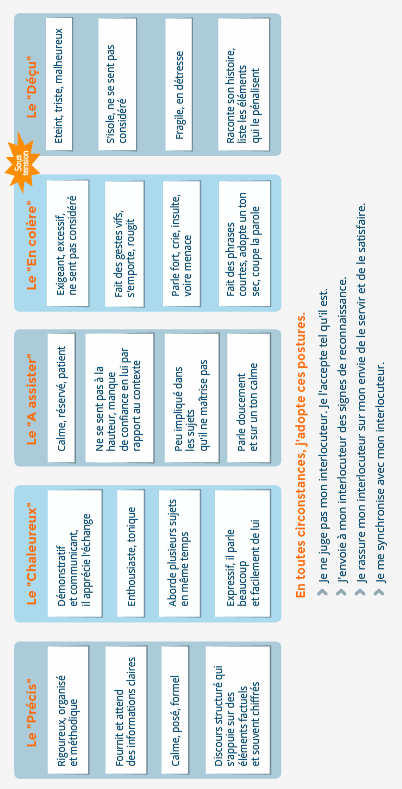 Le "Précis"
Rigoureux, organisé
et méthodique
Fournit et attend
des informations claires
Calme, posé, formel
Discours structuré qui
s'appuie sur des
éléments factuels
et souvent chiffrés
Le "Chaleureux"
Démonstratif
et communicant,
il apprécie l'échange
Enthousiaste, tonique
Aborde plusieurs sujets
en même temps
Expressif, il parle
beaucoup
et facilement de lui
Le "A assister"
Calme, réservé, patient
Ne se sent pas à la
hauteur, manque
de confiance en lui par
rapport au contexte
Peu impliqué dans
les sujets
qu'il ne maîtrise pas
Parle doucement
et sur un ton calme
Le "En colère"
Exigeant, excessif,
ne sent pas considéré
Fait des gestes vifs,
s'emporte, rougit
Parle fort, crie, insulte,
voire menace
Fait des phrases
courtes, adopte un ton
sec, coupe la parole
Sous
tension
Le "Déçu"
Eteint, triste, malheureux
S'isole, ne se sent pas
considéré
Fragile, en détresse
Raconte son histoire,
liste les éléments
qui le pénalisent
En toutes circonstances, j'adopte ces postures.
Je ne juge pas mon interlocuteur. Je l'accepte tel qu'il est.
J'envoie à mon interlocuteur des signes de reconnaissance.
Je rassure mon interlocuteur sur mon envie de le servir et de le satisfaire.
Je me synchronise avec mon interlocuteur.